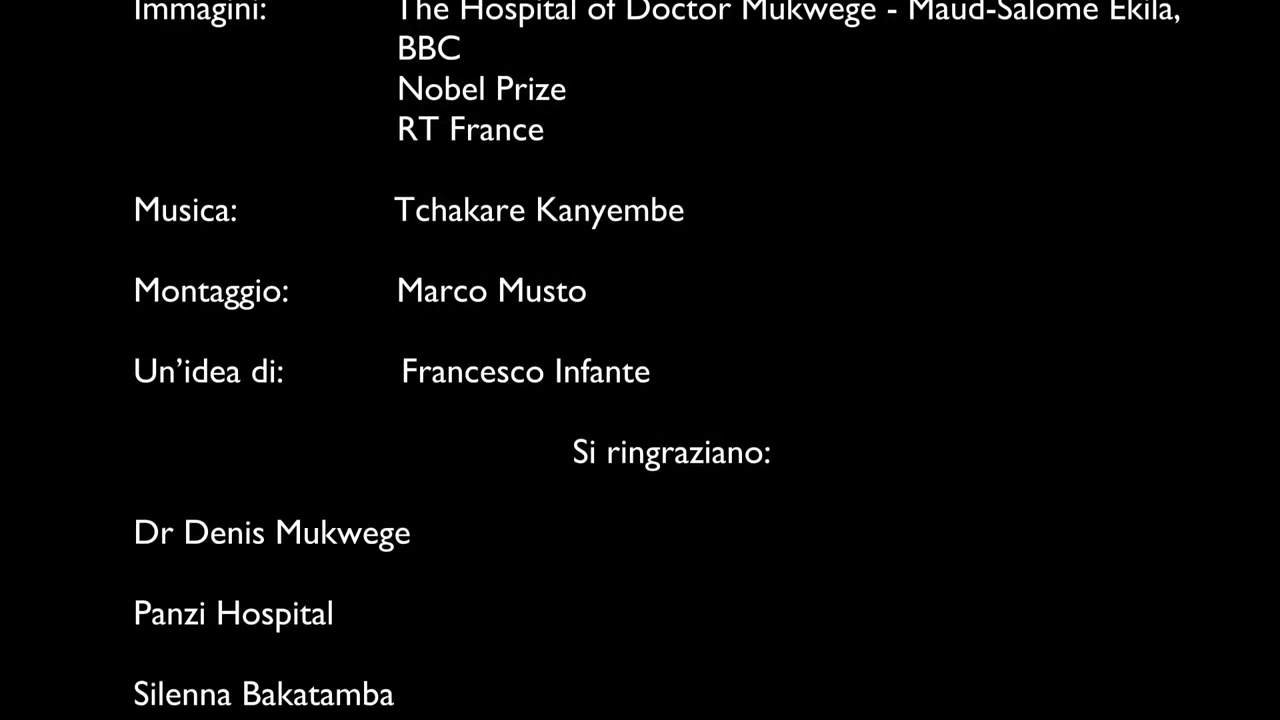 Immagini: The Hospital of Doctor Mukwege - Maud-Salome Ekila,
BBC
Nobel Prize
RT France
Musica: Tchakare Kanyembe
Montaggio: Marco Musto
Un’idea di: Francesco Infante
Si ringraziano:
Dr Denis Mukwege
Panzi Hospital
Silenna Bakatamba